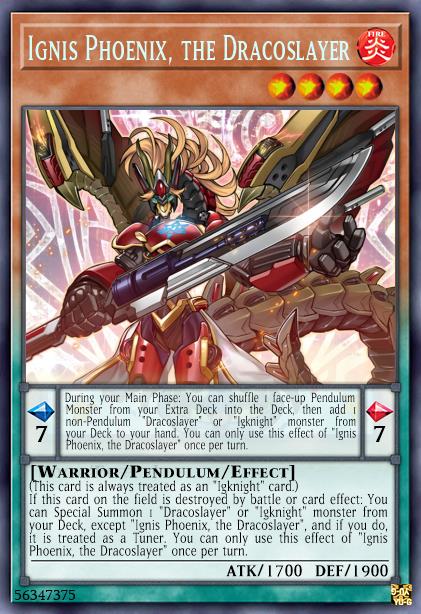 IGNIS PHOENIX, THE DRACOSLAYER
FIRE
炎
During your Main Phase: You can shuffle 1 face-up Pendulum
Monster from your Extra Deck into the Deck, then add 1
non-Pendulum "Dracoslayer" or "Igknight" monster from
your Deck to your hand. You can only use this effect of "Ignis
Phoenix, the Dracoslayer" once per turn.
7
7
[WARRIOR/PENDULUM/EFFECT]
(This card is always treated as an "Igknight" card.)
If this card on the field is destroyed by battle or card effect: You
can Special Summon 1 "Dracoslayer" or "Igknight" monster from
your Deck, except "Ignis Phoenix, the Dracoslayer", and if you do,
it is treated as a Tuner. You can only use this effect of "Ignis
Phoenix, the Dracoslayer" once per turn.
ATK/1700 DEF/1900
56347375